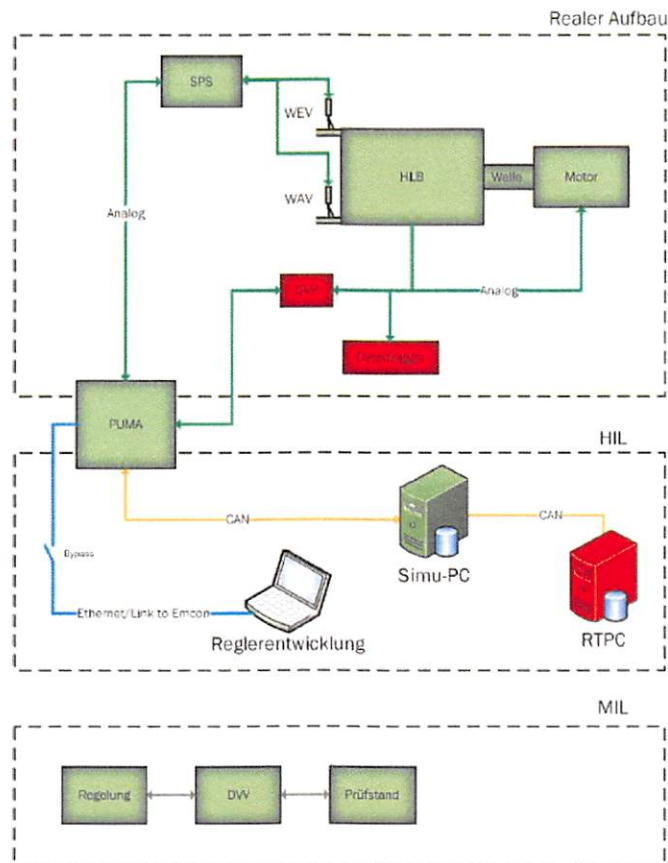 Realer Aufbau
SPS
WEV
HLB
Welle
Motor
WAV
Analog
Analog
PUMA
HIL
CAN
CAN
Bypass
Simu-PC
Ethernet/Link to Emcon
Reglerentwicklung
RTPC
MIL
Regelung
DVV
Prüfstand